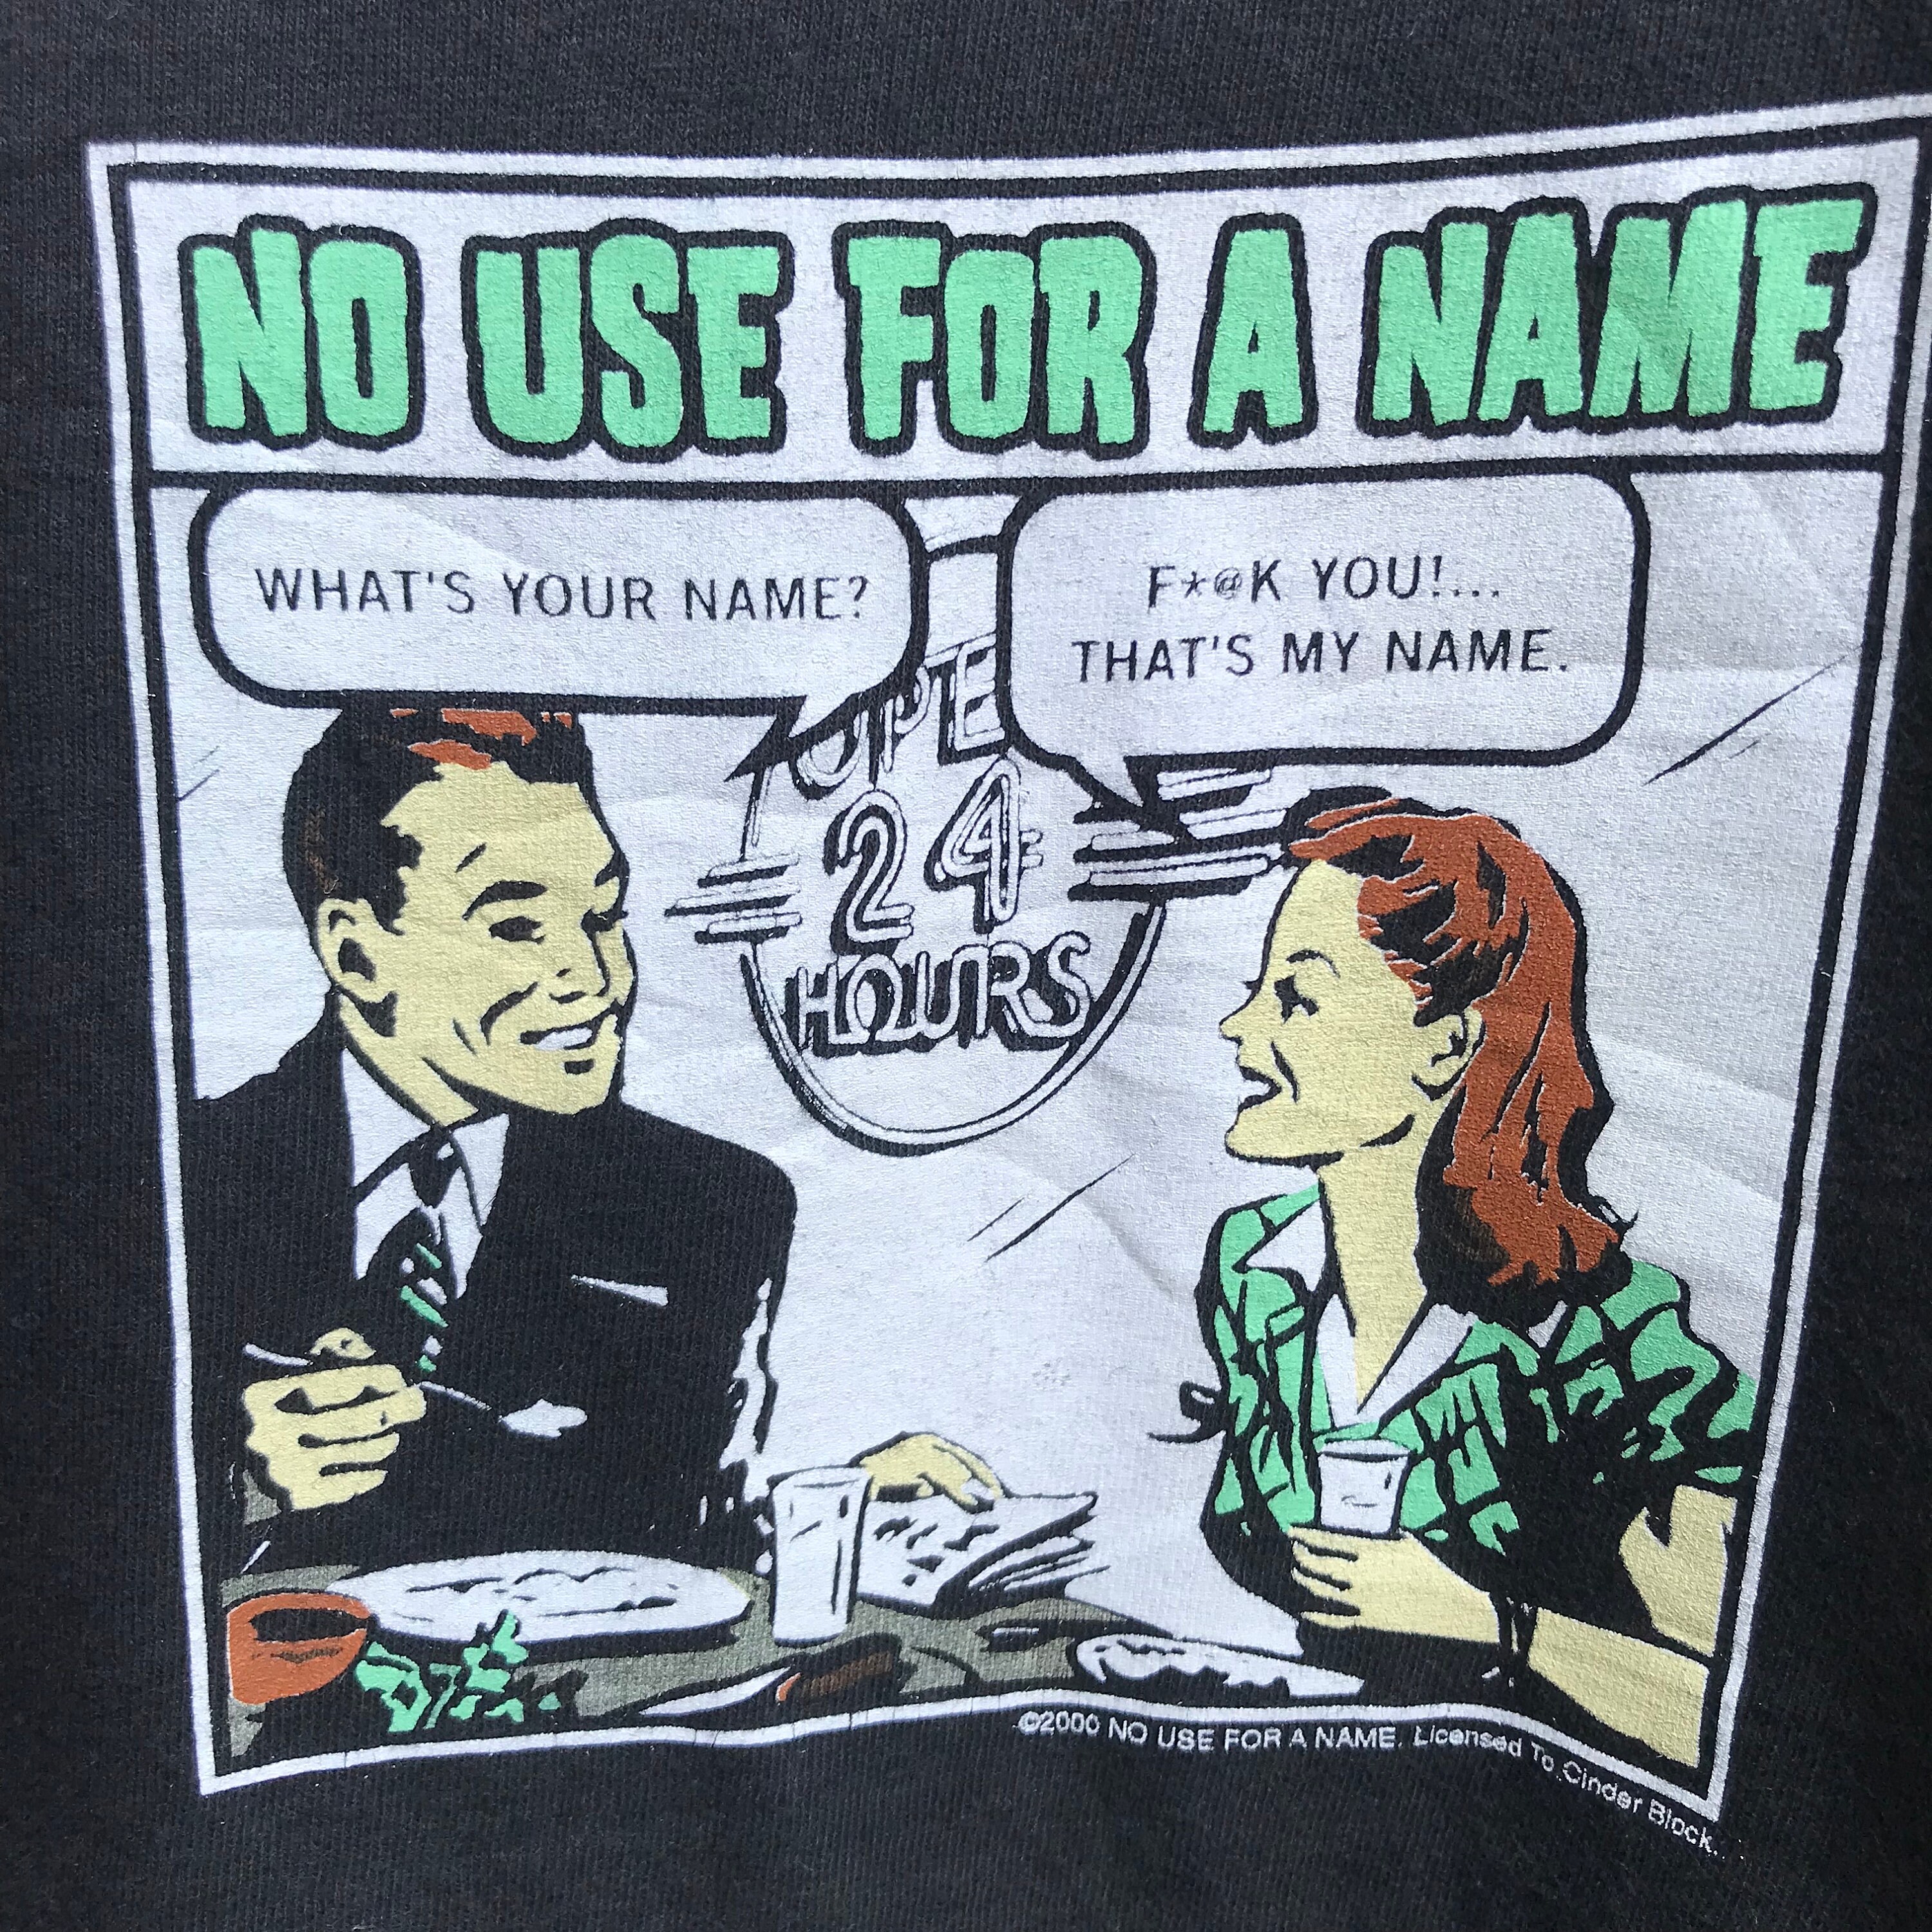 NO USE FOR A NAME
WHAT'S YOUR NAME?
F*@K YOU!...
THAT'S MY NAME.
OPE
24
HOURS
©2000 NO USE FOR A NAME. Licensed To Cinder Block.